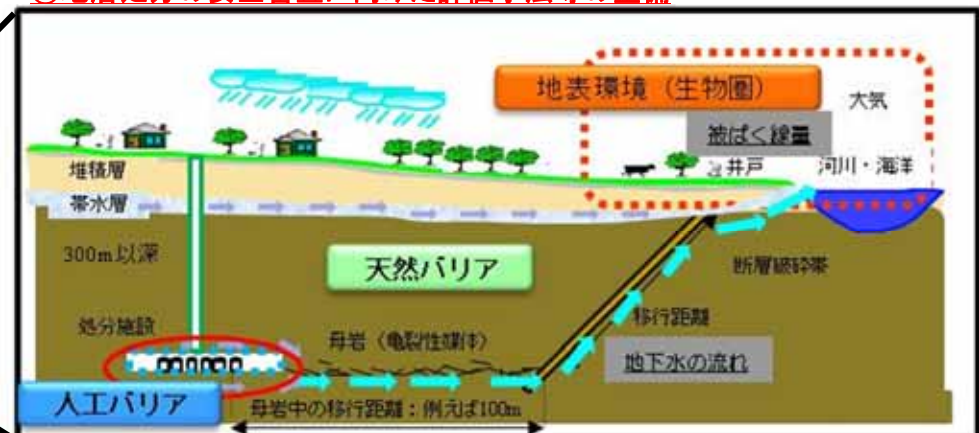 地表環境（生物圏）
大気
被ばく線量
井戸
河川・海洋
堆積層
帯水層
300m以深
天然バリア
断層破砕帯
処分施設
母岩（亀裂性媒体）
移行距離
地下水の流れ
人工バリア
母岩中の移行距離：例えば100m